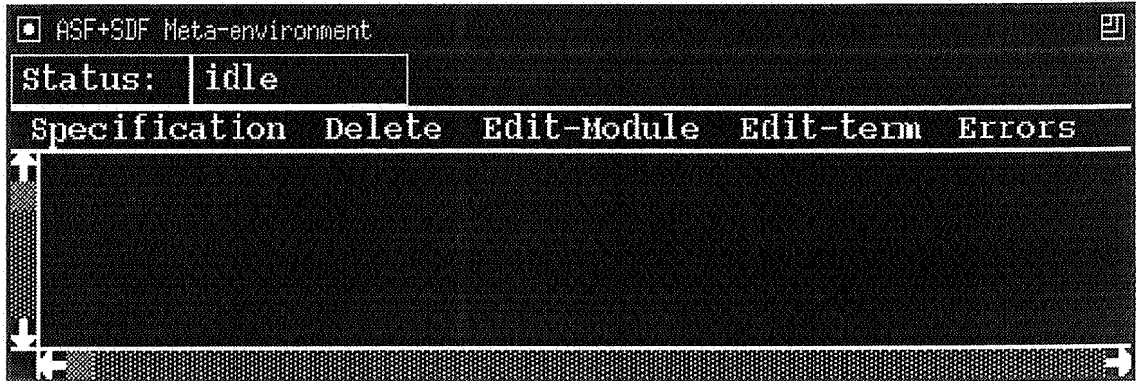 ASF+SDF Meta-environment
Status: idle
Specification Delete Edit-Module Edit-term Errors